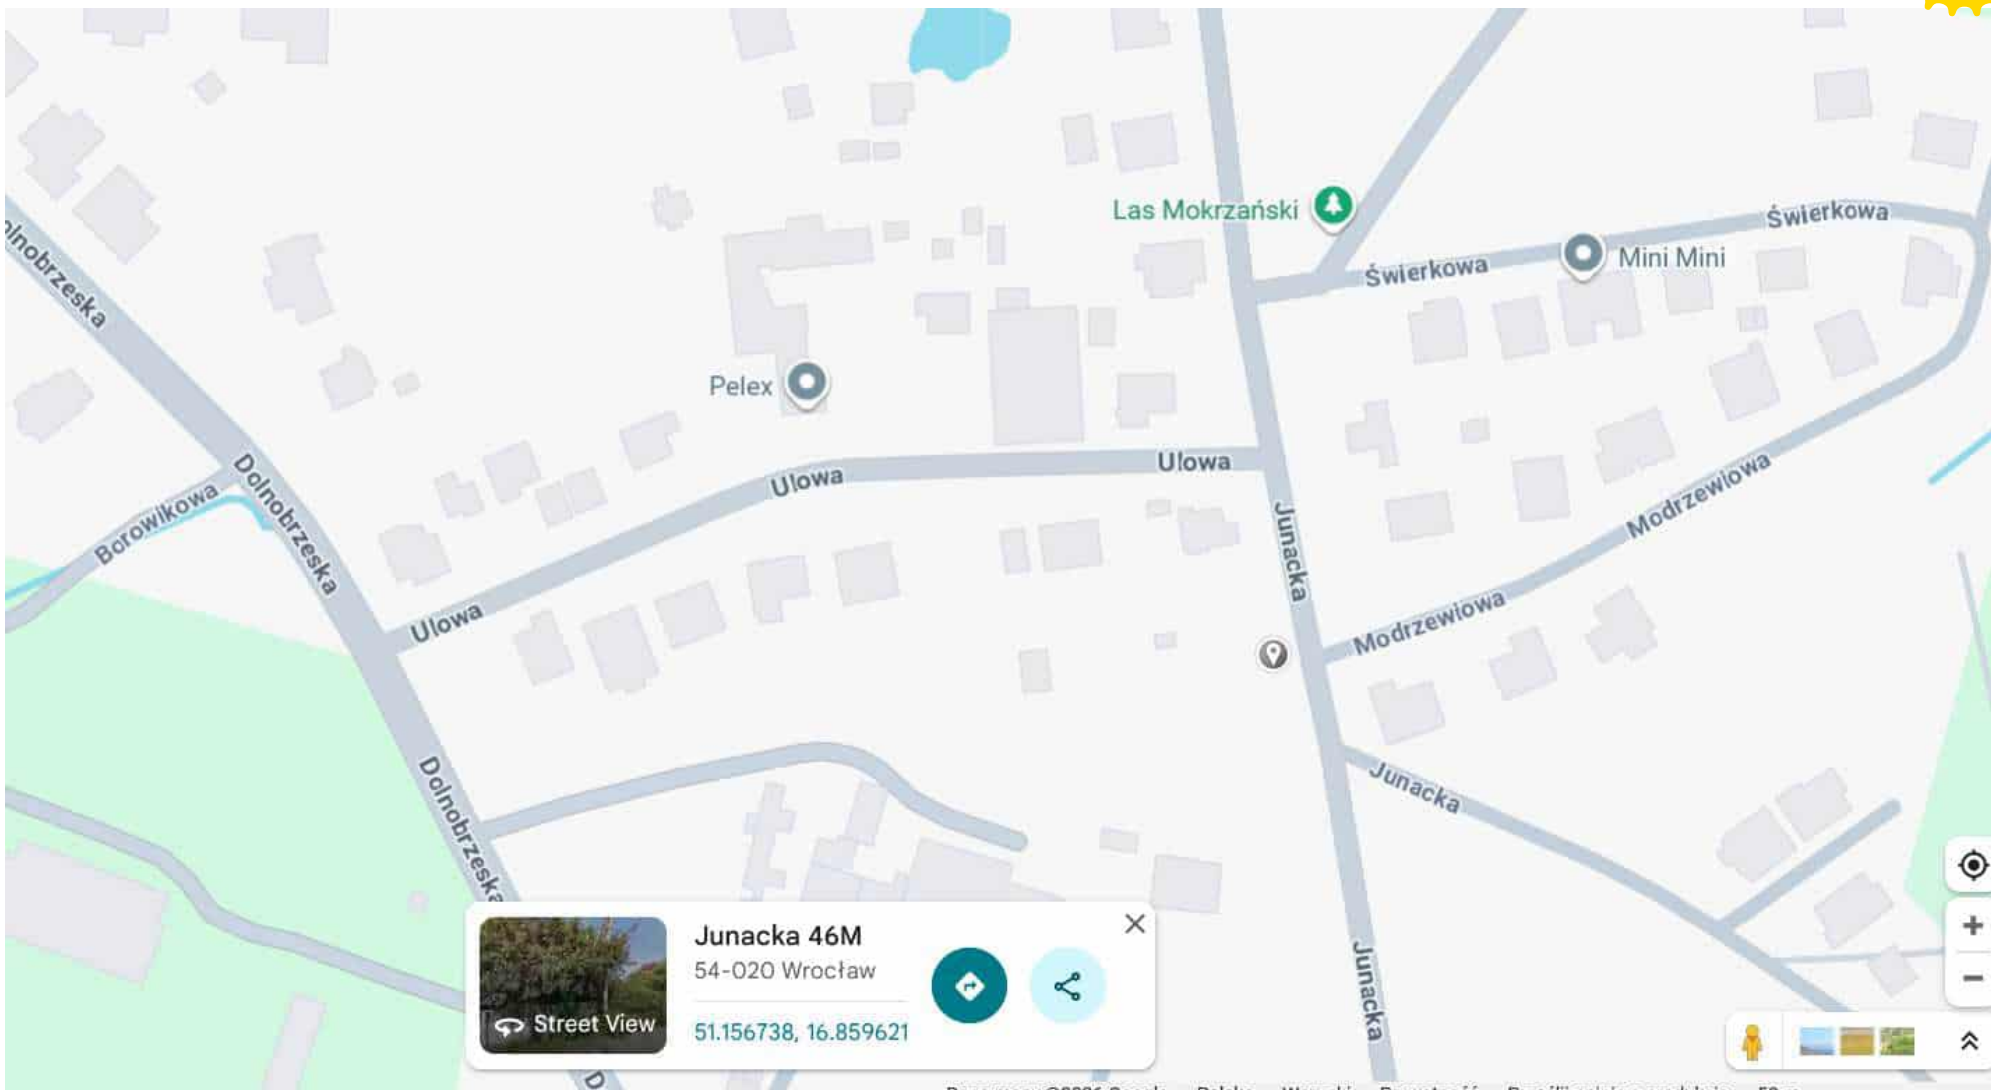 Las Mokrzański
Świerkowa
Świerkowa
Mini Mini
olnobrzeska
Pelex
Ulowa
Ulowa
Borowikowa
Dolnobrzeska
Junacka
Modrzewiowa
Ulowa
Modrzewiowa
Dolnobrzeska
Junacka
Junacka
Junacka 46M
54-020 Wrocław
51.156738, 16.859621
Street View
D